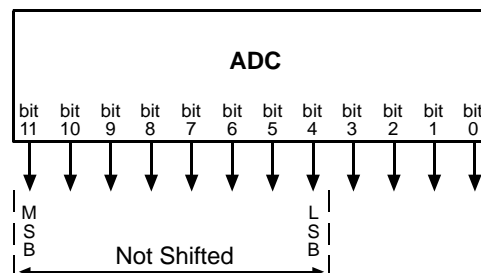 ADC
bit bit bit bit bit bit bit bit bit bit bit bit
11 10 9 8 7 6 5 4 3 2 1 0
MSB LSB
Not Shifted